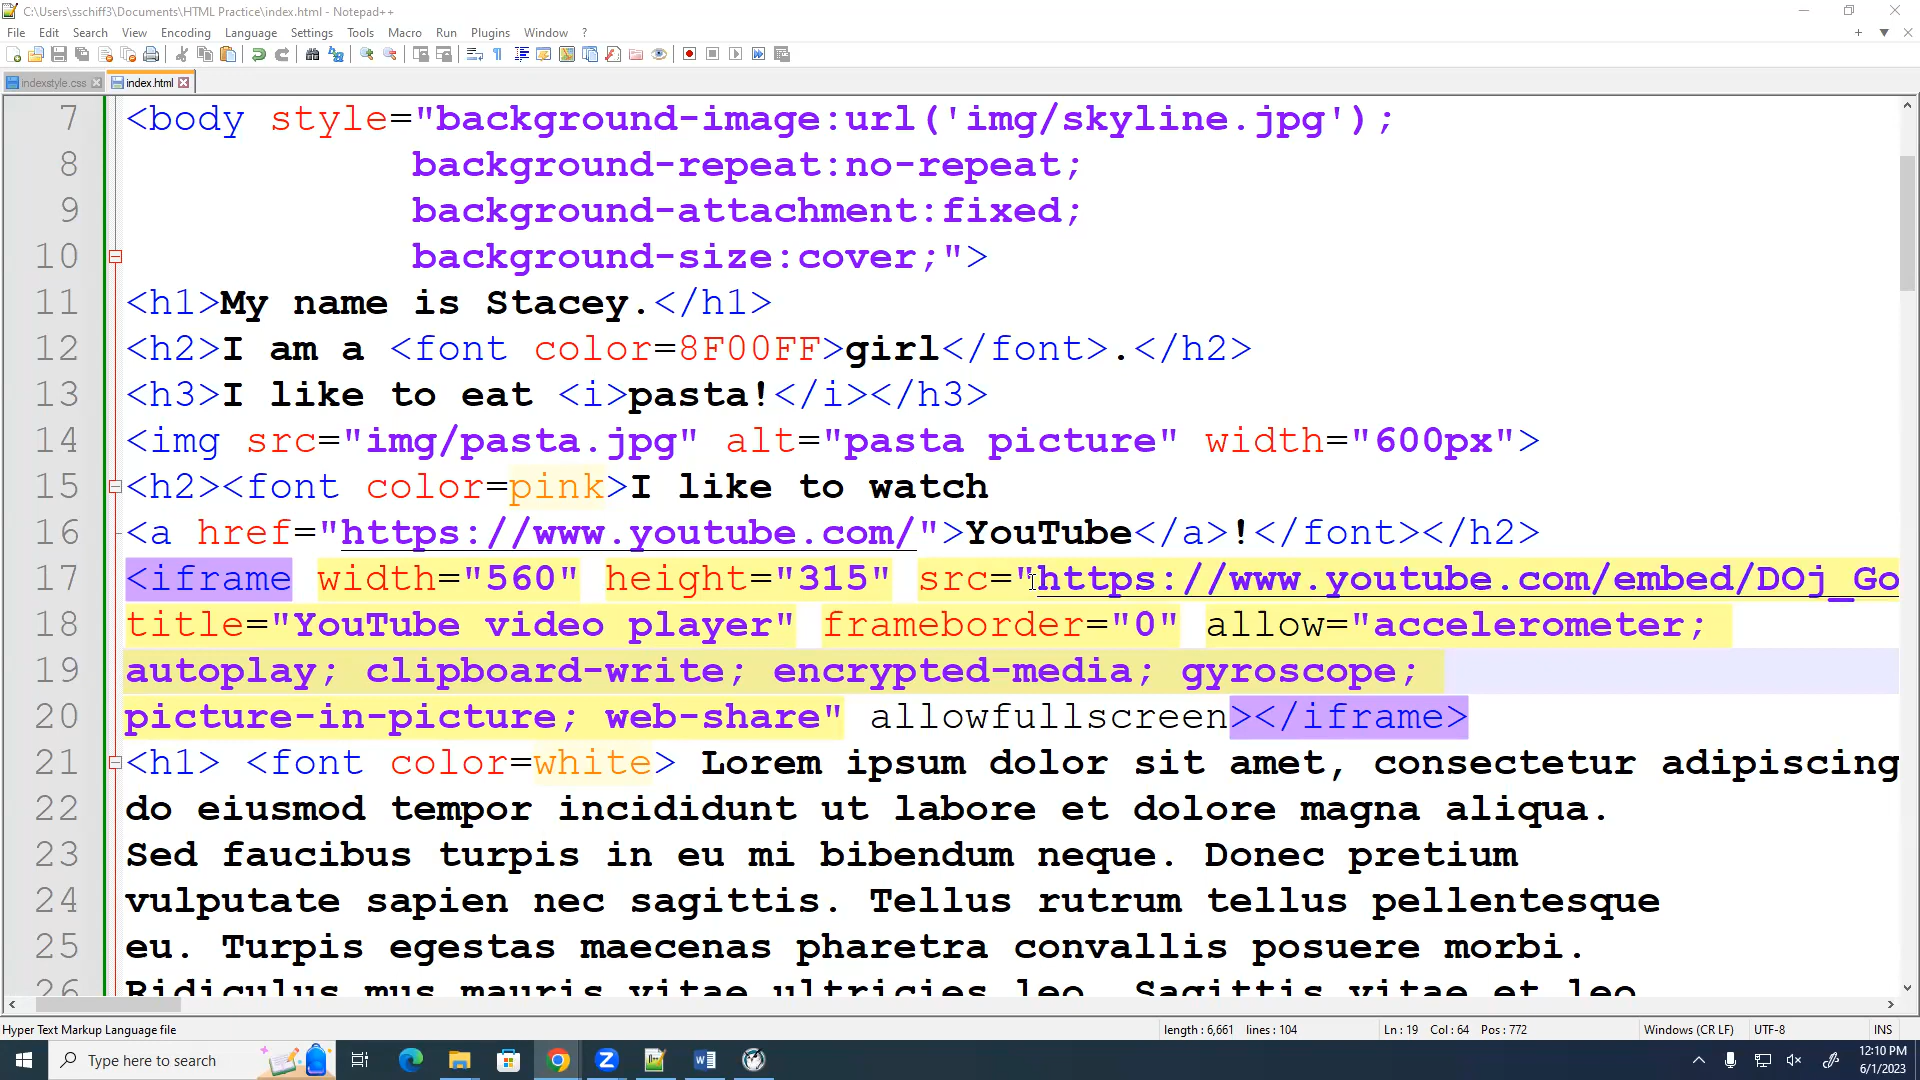 C:\Users\sschiff3\Documents\HTML Practice\index.html - Notepad++
File Edit Search View Encoding Language Settings Tools Macro Run Plugins Window ?
indexstyle.css index.html
7 <body style="background-image:url('img/skyline.jpg');
8 background-repeat:no-repeat;
9 background-attachment:fixed;
10 background-size:cover;">
11 <h1>My name is Stacey.</h1>
12 <h2>I am a <font color=8F00FF>girl</font>.</h2>
13 <h3>I like to eat <i>pasta!</i></h3>
14 <img src="img/pasta.jpg" alt="pasta picture" width="600px">
15 <h2><font color=pink>I like to watch
16 <a href="https://www.youtube.com/">YouTube</a>!</font></h2>
17 <iframe width="560" height="315" src="https://www.youtube.com/embed/DOj_Go
18 title="YouTube video player" frameborder="0" allow="accelerometer;
19 autoplay; clipboard-write; encrypted-media; gyroscope;
20 picture-in-picture; web-share" allowfullscreen></iframe>
21 <h1> <font color=white> Lorem ipsum dolor sit amet, consectetur adipiscing
22 do eiusmod tempor incididunt ut labore et dolore magna aliqua.
23 Sed faucibus turpis in eu mi bibendum neque. Donec pretium
24 vulputate sapien nec sagittis. Tellus rutrum tellus pellentesque
25 eu. Turpis egestas maecenas pharetra convallis posuere morbi.
26 Ridiculus mus mauris vitae ultricies leo. Sagittis vitae et leo
Hyper Text Markup Language file length : 6,661 lines : 104 Ln : 19 Col : 64 Pos : 772 Windows (CR LF) UTF-8 INS
Type here to search
12:10 PM
6/1/2023